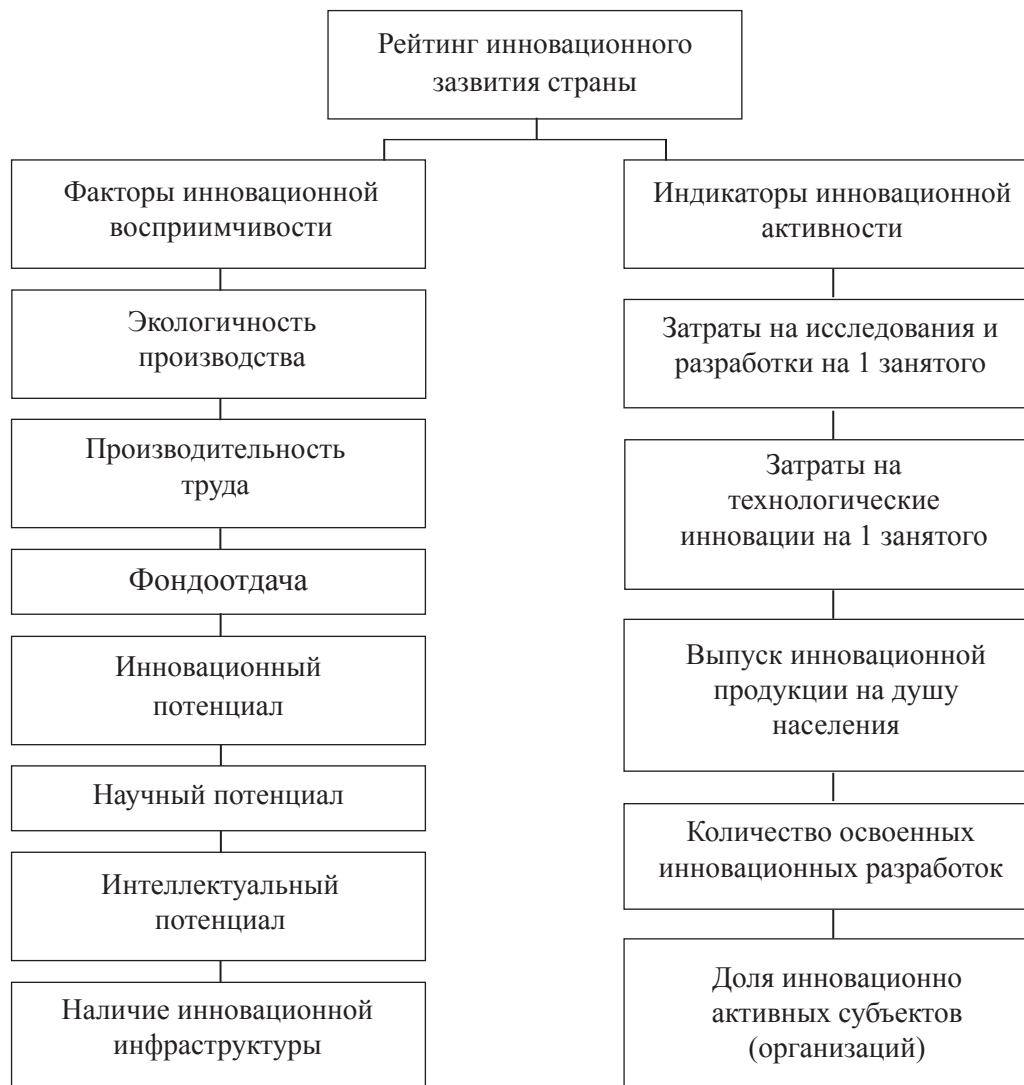 Рейтинг инновационного
зазвития страны
Факторы инновационной
восприимчивости
Экологичность
производства
Производительность
труда
Фондоотдача
Инновационный
потенциал
Научный потенциал
Интеллектуальный
потенциал
Наличие инновационной
инфраструктуры
Индикаторы инновационной
активности
Затраты на исследования и
разработки на 1 занятого
Затраты на
технологические
инновации на 1 занятого
Выпуск инновационной
продукции на душу
населения
Количество освоенных
инновационных разработок
Доля инновационно
активных субъектов
(организаций)